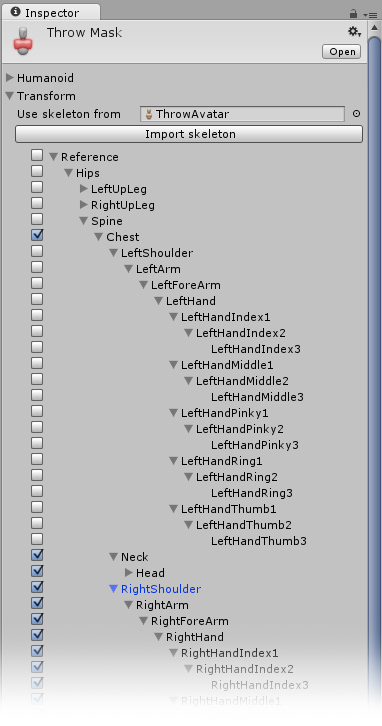 Inspector
Throw Mask
Open
Humanoid
Transform
Use skeleton from ThrowAvatar
Import skeleton
Reference
Hips
LeftUpLeg
RightUpLeg
Spine
Chest
LeftShoulder
LeftArm
LeftForeArm
LeftHand
LeftHandIndex1
LeftHandIndex2
LeftHandIndex3
LeftHandMiddle1
LeftHandMiddle2
LeftHandMiddle3
LeftHandPinky1
LeftHandPinky2
LeftHandPinky3
LeftHandRing1
LeftHandRing2
LeftHandRing3
LeftHandThumb1
LeftHandThumb2
LeftHandThumb3
Neck
Head
RightShoulder
RightArm
RightForeArm
RightHand
RightHandIndex1
RightHandIndex2
RightHandIndex3
RightHandMiddle1